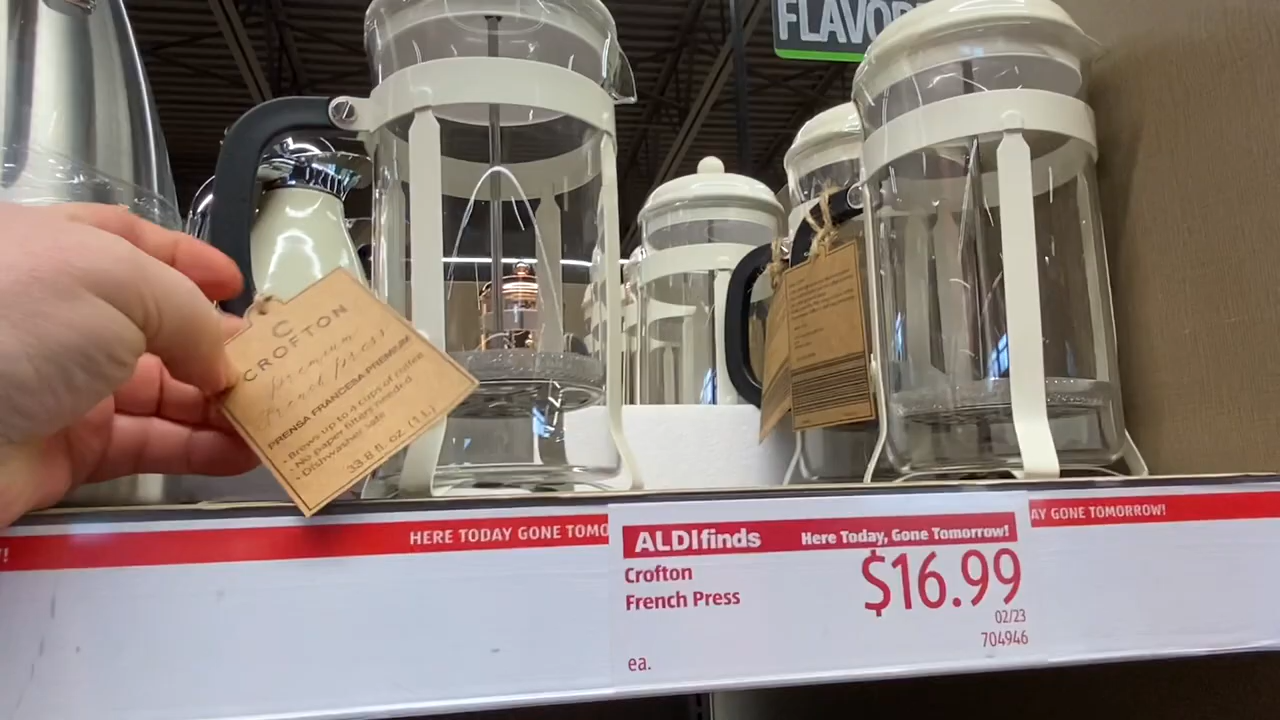 FLAVOR
C
CROFTON
premium
french press
PRENSA FRANCESA PREMIUM
- Brews up to 4 cups of coffee
- No paper filters needed
- Dishwasher safe
33.8 fl. oz (1 L)
HERE TODAY GONE TOMO
ALDIfinds Here Today, Gone Tomorrow!
Crofton
French Press
$16.99
02/23
704946
ea.
AY GONE TOMORROW!